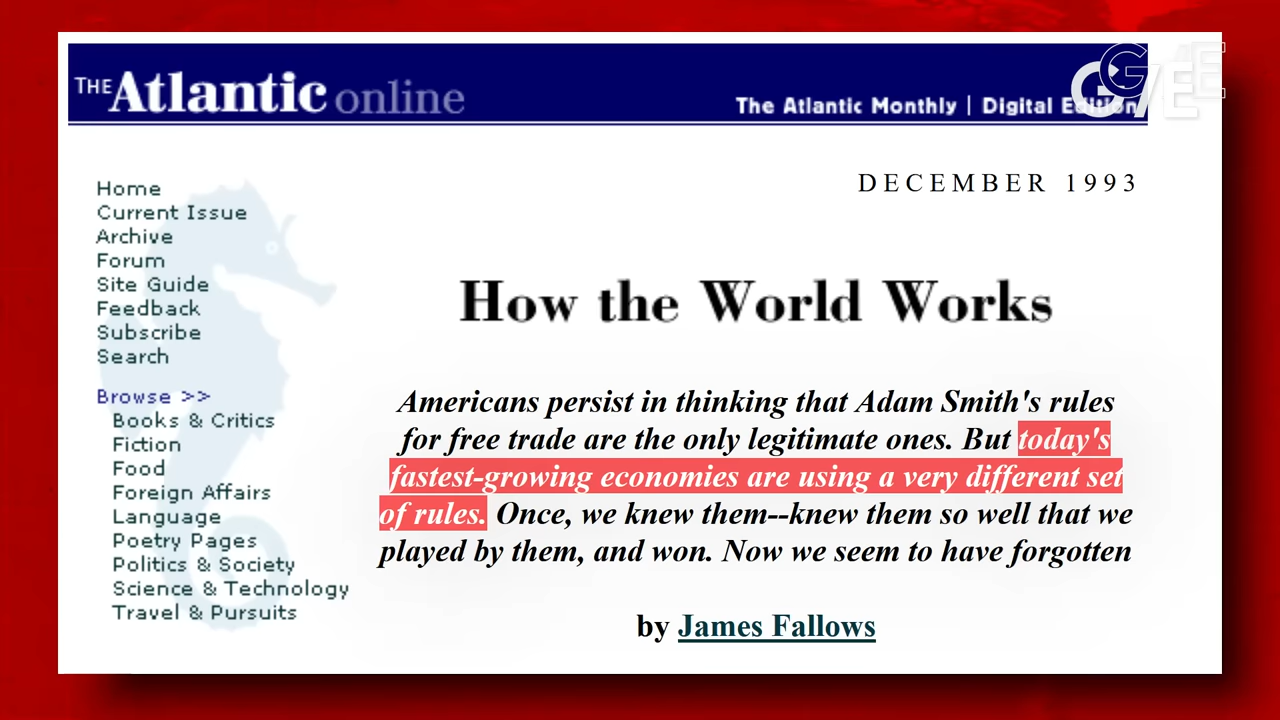 THE Atlantic online
The Atlantic Monthly | Digital Edition
DECEMBER 1993
Home
Current Issue
Archive
Forum
Site Guide
Feedback
Subscribe
Search
Browse >>
Books & Critics
Fiction
Food
Foreign Affairs
Language
Poetry Pages
Politics & Society
Science & Technology
Travel & Pursuits
How the World Works
Americans persist in thinking that Adam Smith's rules
for free trade are the only legitimate ones. But today's
fastest-growing economies are using a very different set
of rules. Once, we knew them--knew them so well that we
played by them, and won. Now we seem to have forgotten
by James Fallows